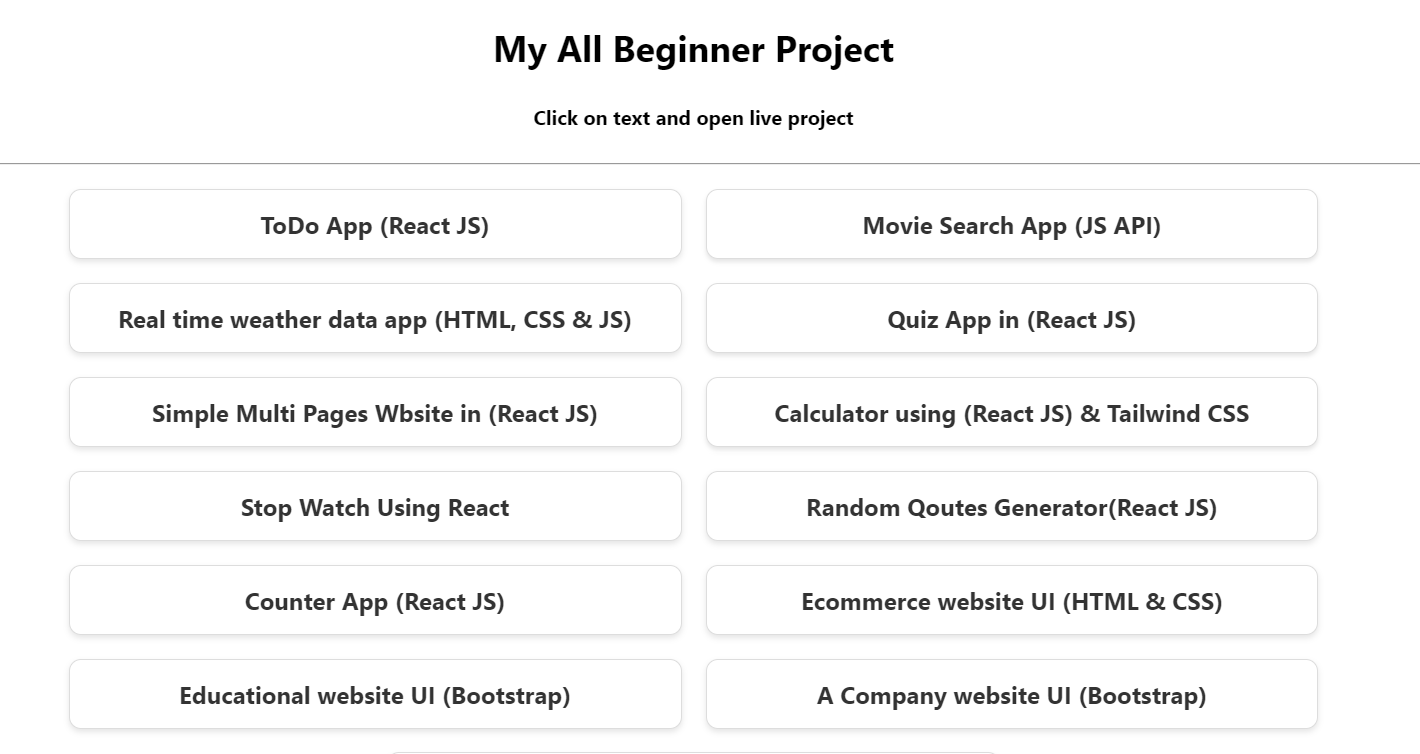 My All Beginner Project
Click on text and open live project
ToDo App (React JS)
Movie Search App (JS API)
Real time weather data app (HTML, CSS & JS)
Quiz App in (React JS)
Simple Multi Pages Wbsite in (React JS)
Calculator using (React JS) & Tailwind CSS
Stop Watch Using React
Random Qoutes Generator(React JS)
Counter App (React JS)
Ecommerce website UI (HTML & CSS)
Educational website UI (Bootstrap)
A Company website UI (Bootstrap)